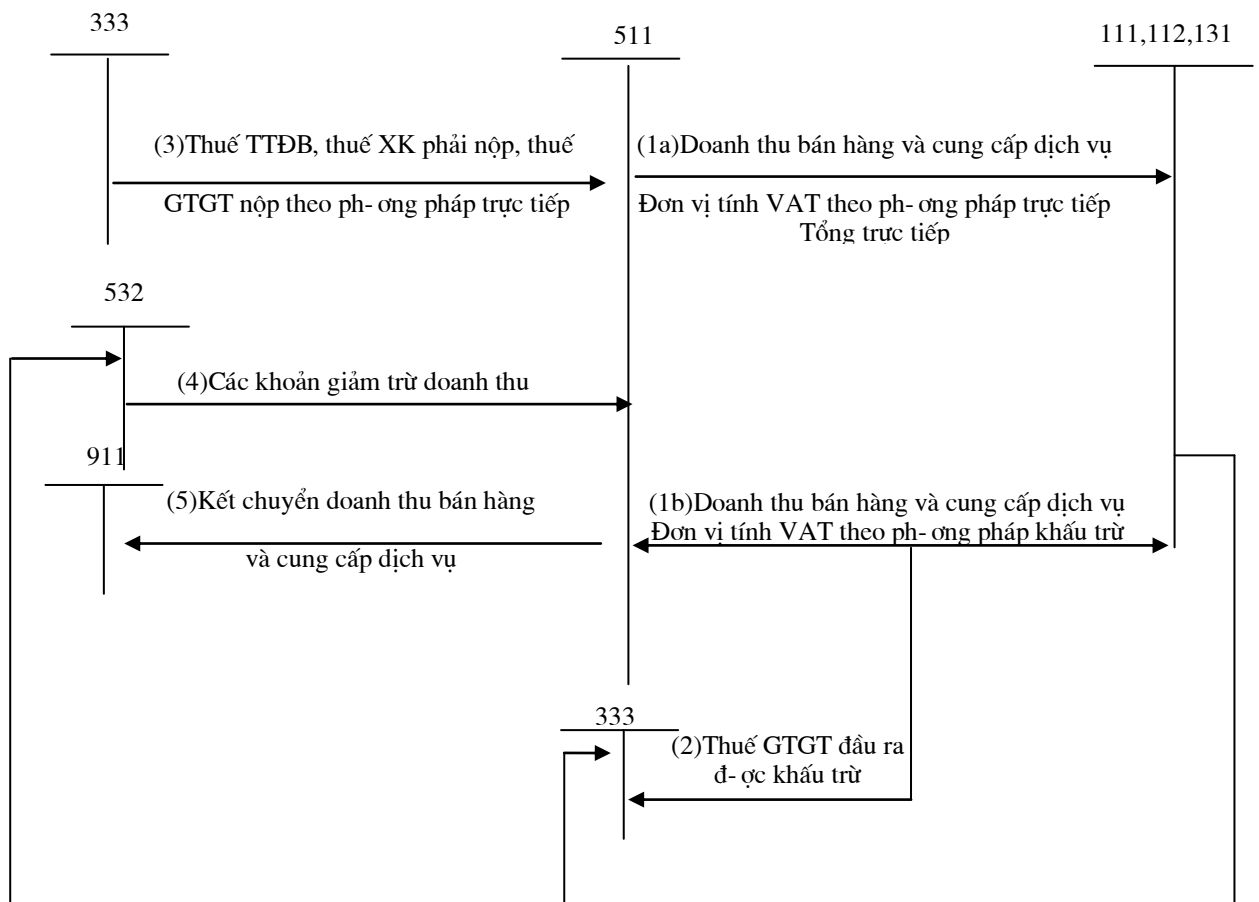 333
511
111,112,131
(3)Thuế TTĐB, thuế XK phải nộp, thuế
(1a)Doanh thu bán hàng và cung cấp dịch vụ
GTGT nộp theo ph- ơng pháp trực tiếp
Đơn vị tính VAT theo ph- ơng pháp trực tiếp
Tổng trực tiếp
532
(4)Các khoản giảm trừ doanh thu
911
(5)Kết chuyển doanh thu bán hàng
(1b)Doanh thu bán hàng và cung cấp dịch vụ
Đơn vị tính VAT theo ph- ơng pháp khấu trừ
và cung cấp dịch vụ
333
(2)Thuế GTGT đầu ra
đ- ợc khấu trừ